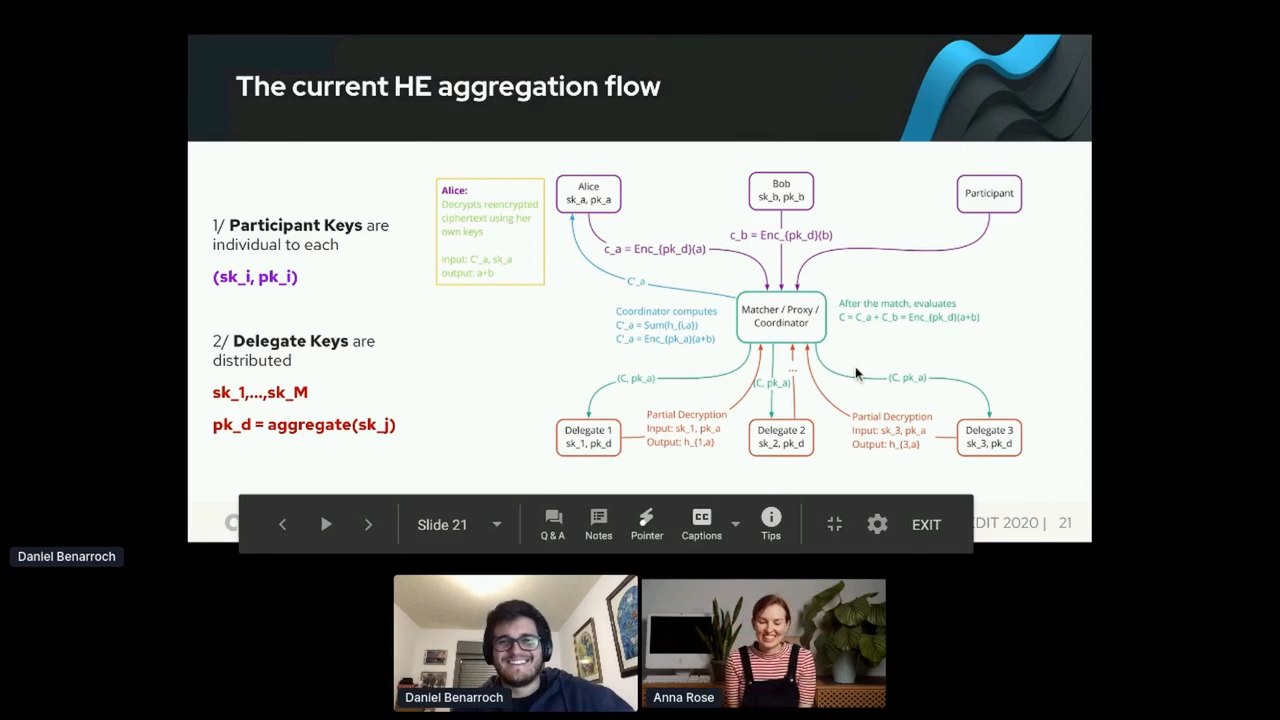 The current HE aggregation flow
1/ Participant Keys are
individual to each
(sk_i, pk_i)
2/ Delegate Keys are
distributed
sk_1,...,sk_M
pk_d = aggregate(sk_j)
Alice:
Decrypts reencrypted
ciphertext using her
own keys
input: C'_a, sk_a
output: a+b
Alice
sk_a, pk_a
Bob
sk_b, pk_b
Participant
c_a = Enc_{pk_d}(a)
c_b = Enc_{pk_d}(b)
C'_a
Coordinator computes
C'_a = Sum(h_{i,a})
C'_a = Enc_{pk_a}(a+b)
Matcher / Proxy /
Coordinator
After the match, evaluates
C = C_a + C_b = Enc_{pk_d}(a+b)
(C, pk_a)
(C, pk_a)
...
(C, pk_a)
Delegate 1
sk_1, pk_d
Partial Decryption
Input: sk_1, pk_a
Output: h_{1,a}
Delegate 2
sk_2, pk_d
Partial Decryption
Input: sk_3, pk_a
Output: h_{3,a}
Delegate 3
sk_3, pk_d
Slide 21
Q & A
Notes
Pointer
CC
Captions
Tips
EXIT
EDIT 2020 | 21
Daniel Benarroch
Daniel Benarroch
Anna Rose